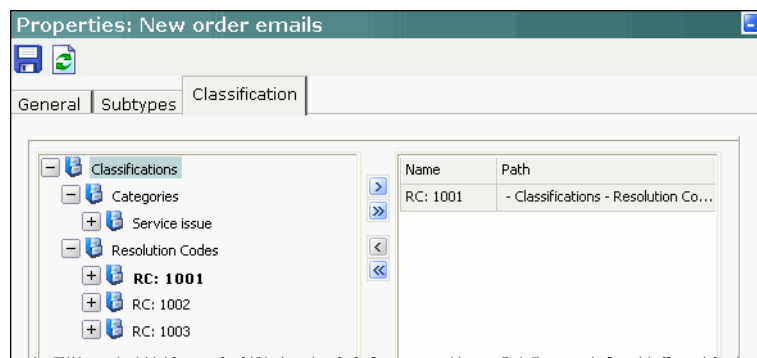 Properties: New order emails
General Subtypes Classification
Classifications
Categories
Service issue
Resolution Codes
RC: 1001
RC: 1002
RC: 1003
Name Path
RC: 1001 - Classifications - Resolution Co...